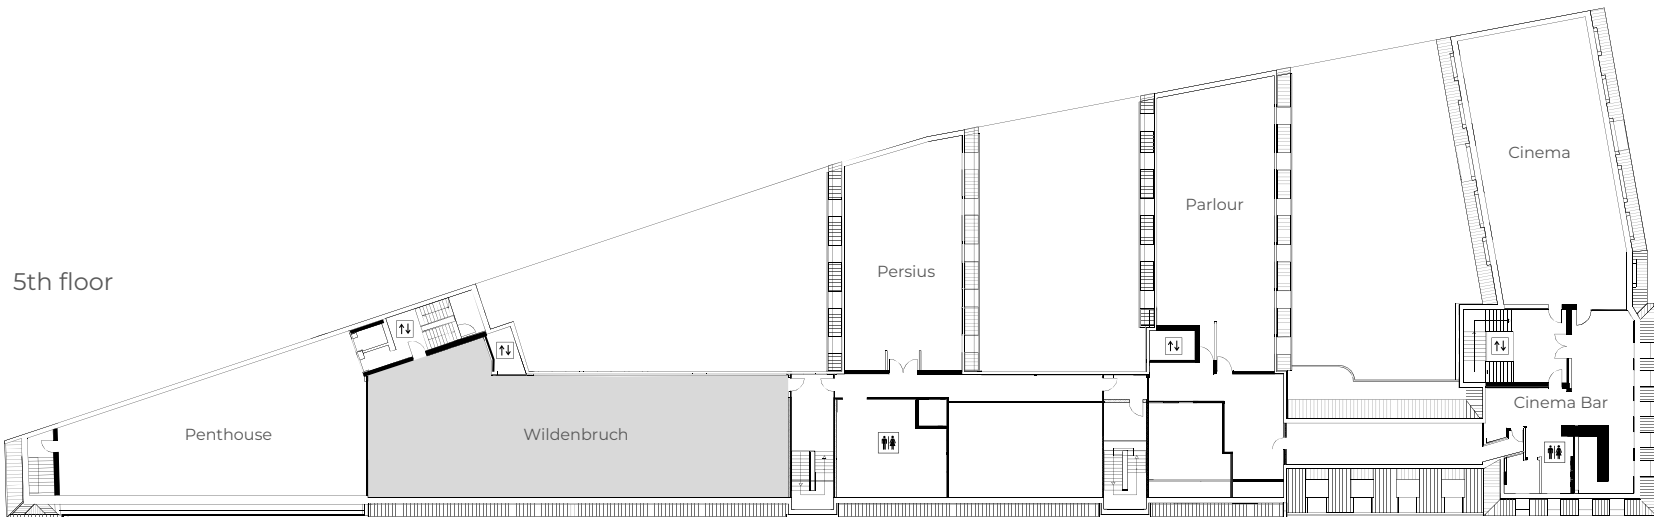 Cinema
Parlour
Persius
5th floor
Cinema Bar
Penthouse
Wildenbruch